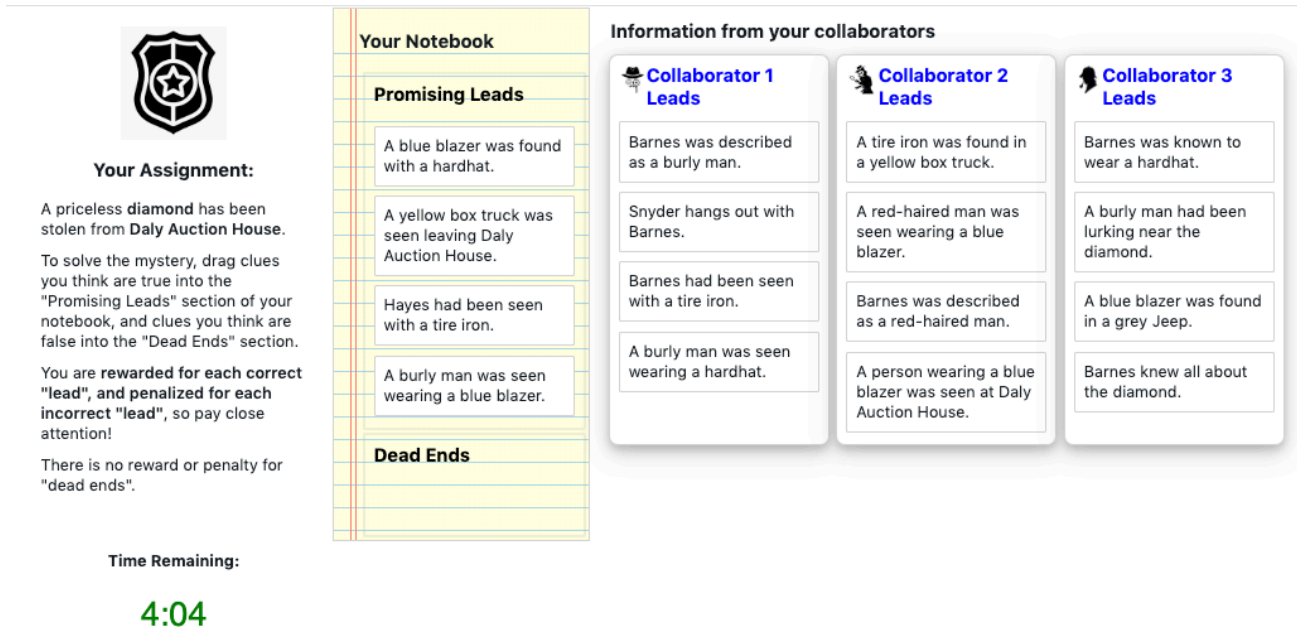 Your Assignment:
A priceless diamond has been
stolen from Daly Auction House.
To solve the mystery, drag clues
you think are true into the
"Promising Leads" section of your
notebook, and clues you think are
false into the "Dead Ends" section.
You are rewarded for each correct
"lead", and penalized for each
incorrect "lead", so pay close
attention!
There is no reward or penalty for
"dead ends".
Time Remaining:
4:04
Your Notebook
Promising Leads
A blue blazer was found
with a hardhat.
A yellow box truck was
seen leaving Daly
Auction House.
Hayes had been seen
with a tire iron.
A burly man was seen
wearing a blue blazer.
Dead Ends
Information from your collaborators
Collaborator 1
Leads
Barnes was described
as a burly man.
Snyder hangs out with
Barnes.
Barnes had been seen
with a tire iron.
A burly man was seen
wearing a hardhat.
Collaborator 2
Leads
A tire iron was found in
a yellow box truck.
A red-haired man was
seen wearing a blue
blazer.
Barnes was described
as a red-haired man.
A person wearing a blue
blazer was seen at Daly
Auction House.
Collaborator 3
Leads
Barnes was known to
wear a hardhat.
A burly man had been
lurking near the
diamond.
A blue blazer was found
in a grey Jeep.
Barnes knew all about
the diamond.